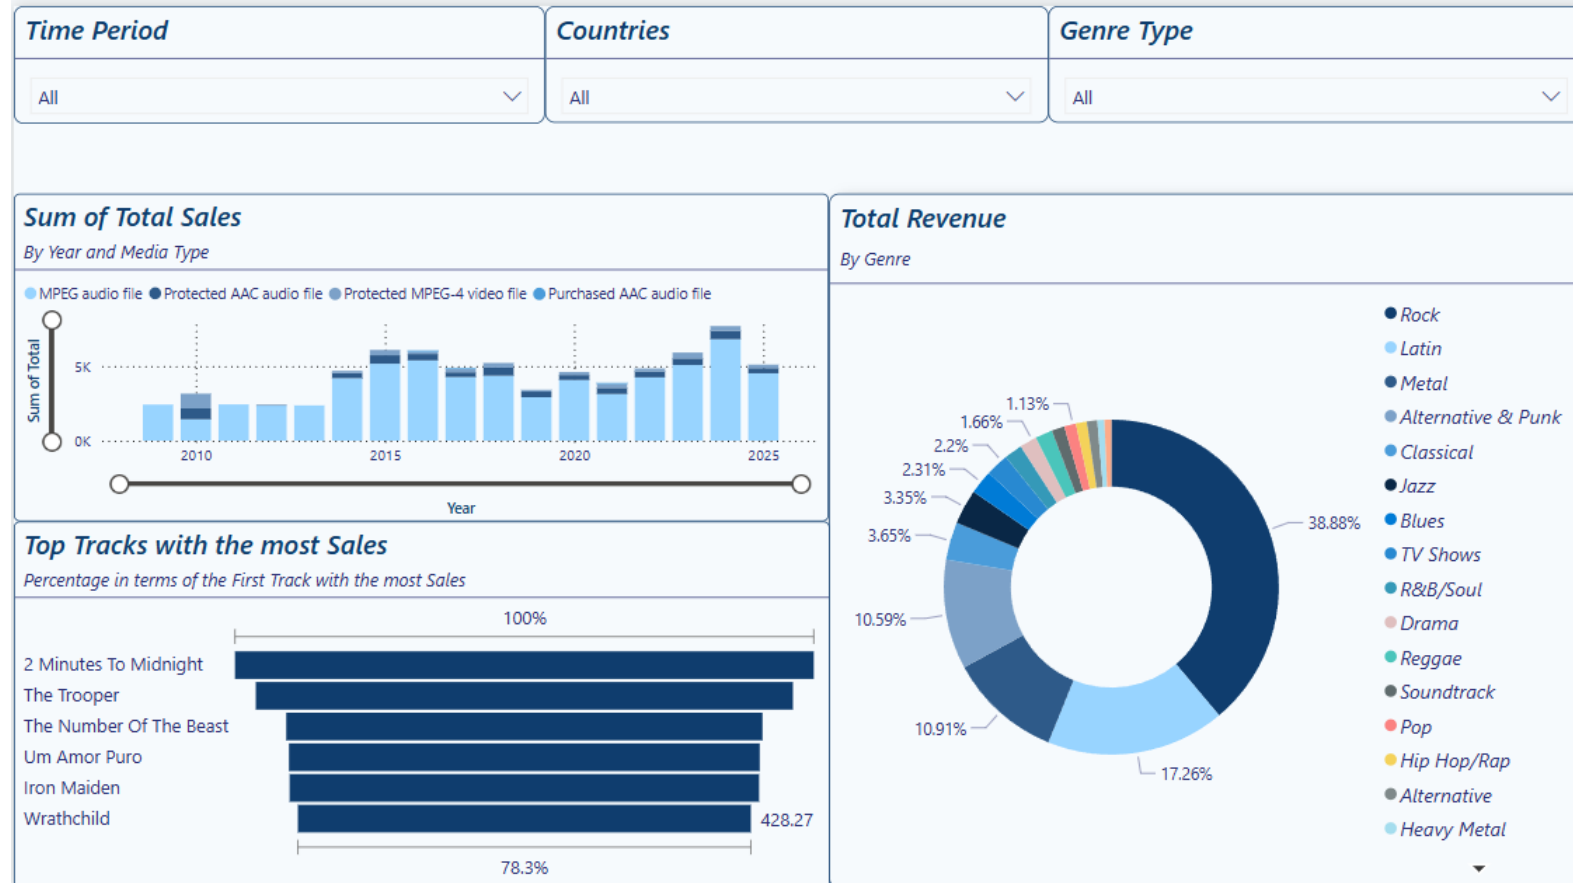 Time Period
All
Countries
All
Genre Type
All
Sum of Total Sales
By Year and Media Type
MPEG audio file Protected AAC audio file Protected MPEG-4 video file Purchased AAC audio file
Sum of Total
5K
0K
2010 2015 2020 2025
Year
Top Tracks with the most Sales
Percentage in terms of the First Track with the most Sales
100%
2 Minutes To Midnight
The Trooper
The Number Of The Beast
Um Amor Puro
Iron Maiden
Wrathchild 428.27
78.3%
Total Revenue
By Genre
1.13%
1.66%
2.2%
2.31%
3.35%
3.65%
10.59%
10.91%
17.26%
38.88%
Rock
Latin
Metal
Alternative & Punk
Classical
Jazz
Blues
TV Shows
R&B/Soul
Drama
Reggae
Soundtrack
Pop
Hip Hop/Rap
Alternative
Heavy Metal